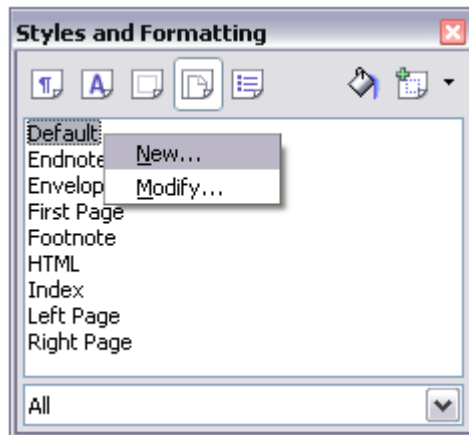 Styles and Formatting
Default
New...
Endnote
Modify...
Envelop
First Page
Footnote
HTML
Index
Left Page
Right Page
All